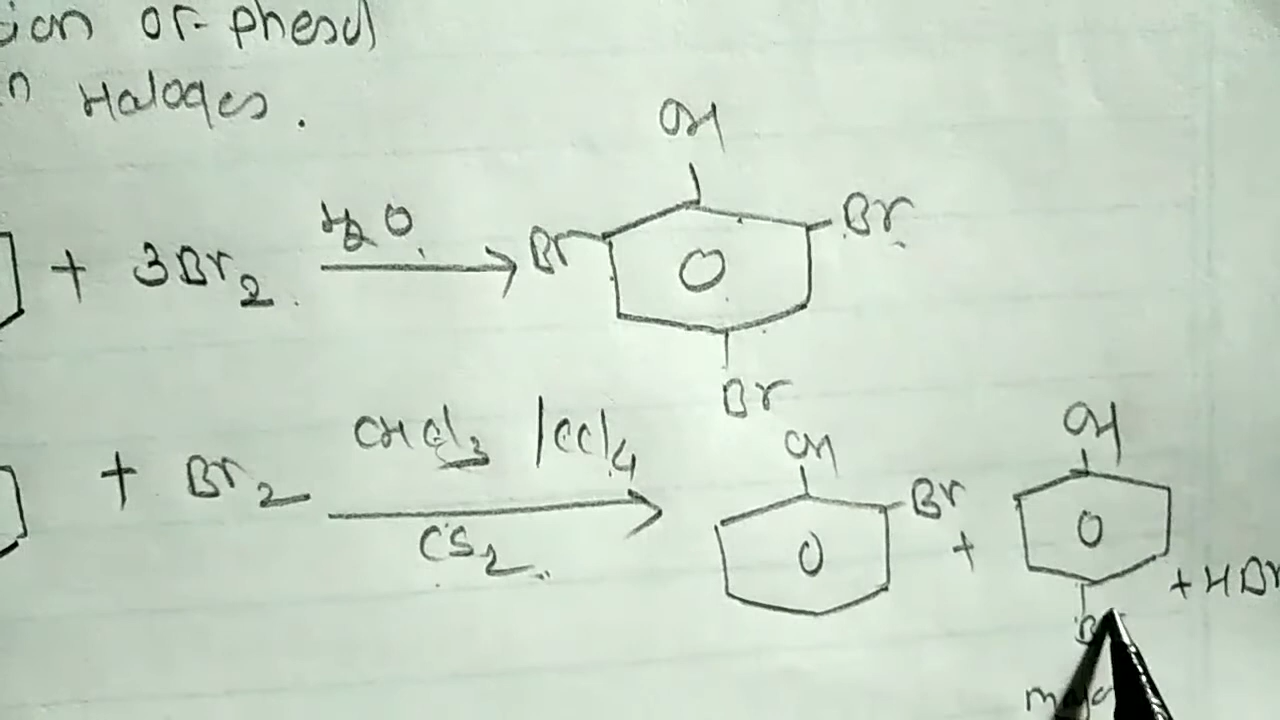 ion of phenol
n Haloges.
OH
+ 3Br2 H2O Br Br
Br
+ Br2 CHCl3 /CCl4 OH Br + OH + HBr
CS2